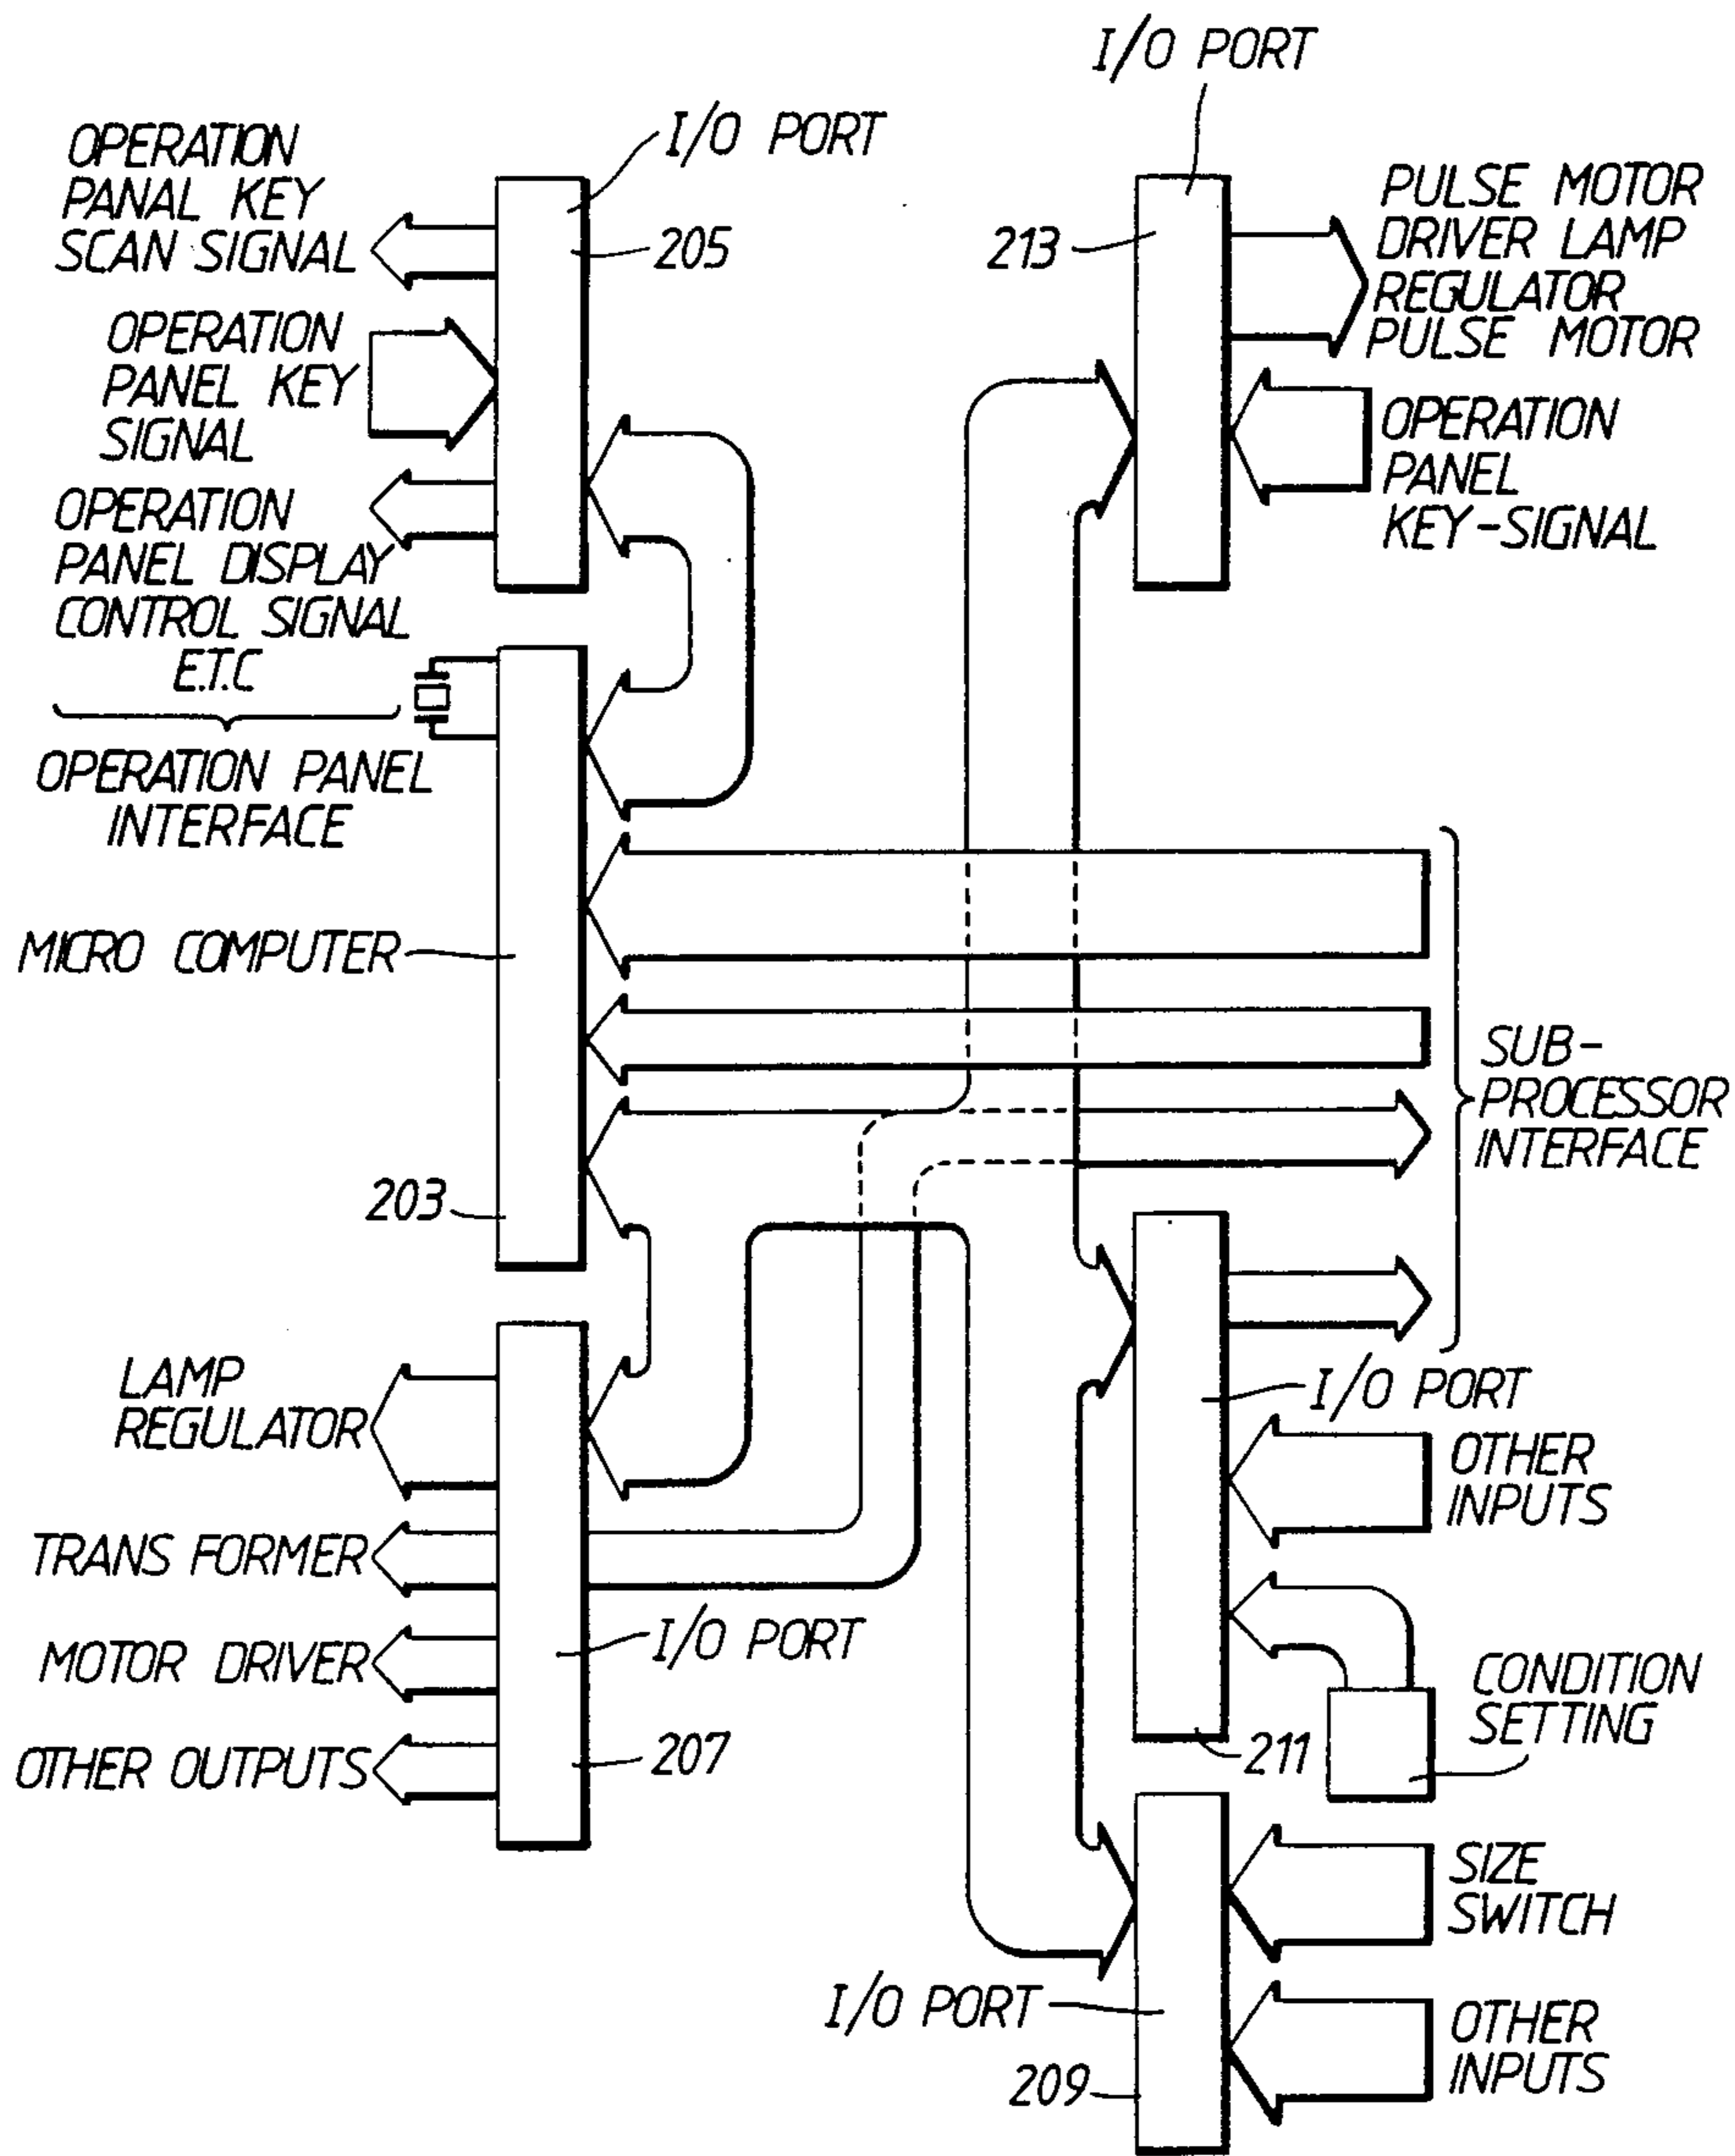 I/O PORT
I/O PORT
OPERATION
PANAL KEY
SCAN SIGNAL
205
213
PULSE MOTOR
DRIVER LAMP
REGULATOR
PULSE MOTOR
OPERATION
PANEL KEY
SIGNAL
OPERATION
PANEL
KEY-SIGNAL
OPERATION
PANEL DISPLAY
CONTROL SIGNAL
E.T.C
OPERATION PANEL
INTERFACE
MICRO COMPUTER
203
SUB-
PROCESSOR
INTERFACE
LAMP
REGULATOR
TRANS FORMER
MOTOR DRIVER
OTHER OUTPUTS
I/O PORT
207
I/O PORT
OTHER
INPUTS
CONDITION
SETTING
211
SIZE
SWITCH
I/O PORT
209
OTHER
INPUTS